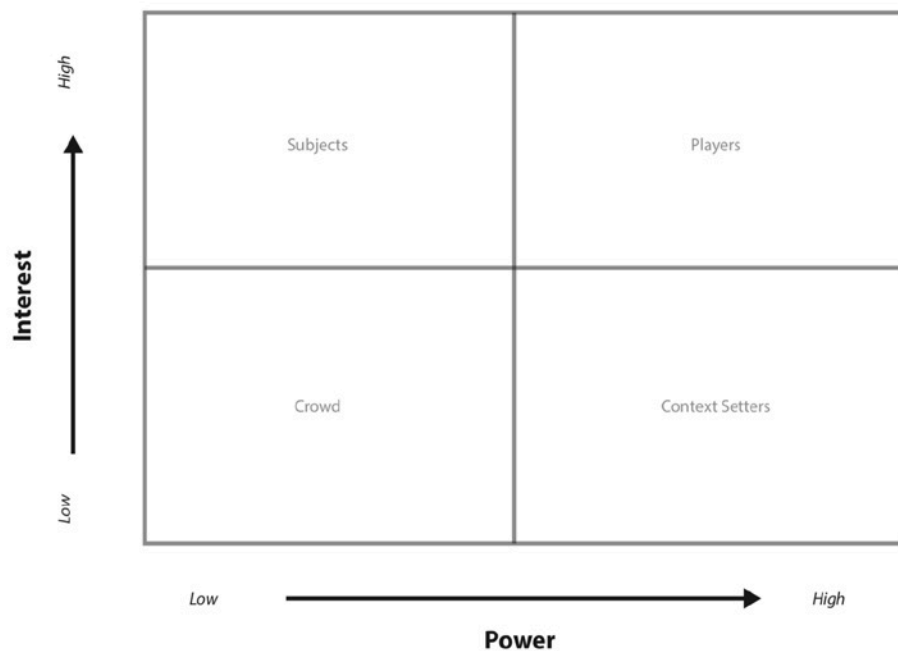 High
Subjects
Players
Interest
Crowd
Context Setters
Low
Low
High
Power